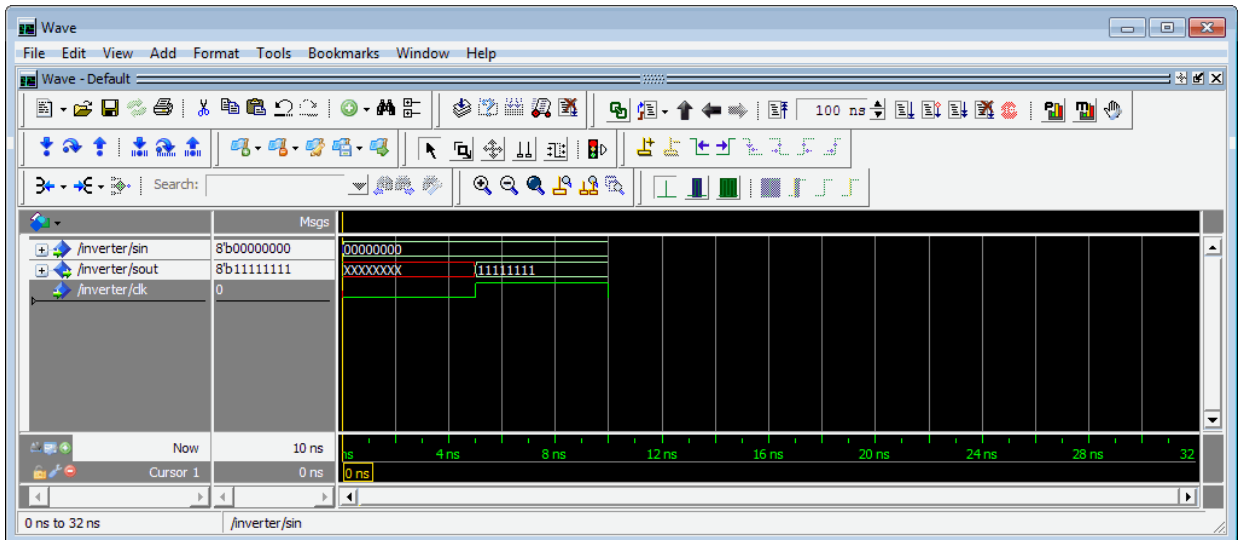 Wave
File Edit View Add Format Tools Bookmarks Window Help
Wave - Default
100 ns
Search:
Msgs
/inverter/sin 8'b00000000 00000000
/inverter/sout 8'b11111111 XXXXXXXX 11111111
/inverter/clk 0
Now 10 ns ns 4 ns 8 ns 12 ns 16 ns 20 ns 24 ns 28 ns 32
Cursor 1 0 ns 0 ns
0 ns to 32 ns /inverter/sin